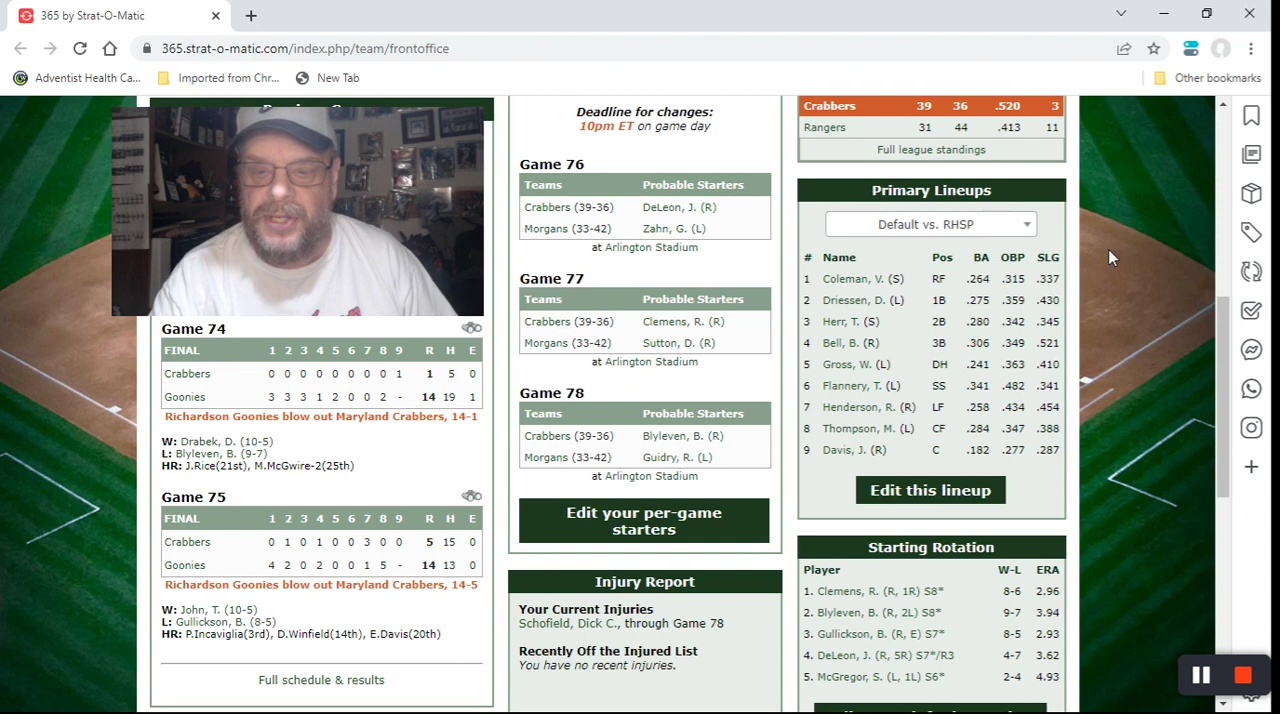 365 by Strat-O-Matic
365.strat-o-matic.com/index.php/team/frontoffice
Adventist Health Ca...
Imported from Chr...
New Tab
Other bookmarks
Game 74
FINAL 1 2 3 4 5 6 7 8 9 R H E
Crabbers 0 0 0 0 0 0 0 0 1 1 5 0
Goonies 3 3 3 1 2 0 0 2 - 14 19 1
Richardson Goonies blow out Maryland Crabbers, 14-1
W: Drabek, D. (10-5)
L: Blyleven, B. (9-7)
HR: J.Rice(21st), M.McGwire-2(25th)
Game 75
FINAL 1 2 3 4 5 6 7 8 9 R H E
Crabbers 0 1 0 1 0 0 3 0 0 5 15 0
Goonies 4 2 0 2 0 0 1 5 - 14 13 0
Richardson Goonies blow out Maryland Crabbers, 14-5
W: John, T. (10-5)
L: Gullickson, B. (8-5)
HR: P.Incaviglia(3rd), D.Winfield(14th), E.Davis(20th)
Full schedule & results
Deadline for changes:
10pm ET on game day
Game 76
Teams Probable Starters
Crabbers (39-36) DeLeon, J. (R)
Morgans (33-42) Zahn, G. (L)
at Arlington Stadium
Game 77
Teams Probable Starters
Crabbers (39-36) Clemens, R. (R)
Morgans (33-42) Sutton, D. (R)
at Arlington Stadium
Game 78
Teams Probable Starters
Crabbers (39-36) Blyleven, B. (R)
Morgans (33-42) Guidry, R. (L)
at Arlington Stadium
Edit your per-game
starters
Injury Report
Your Current Injuries
Schofield, Dick C., through Game 78
Recently Off the Injured List
You have no recent injuries.
Crabbers 39 36 .520 3
Rangers 31 44 .413 11
Full league standings
Primary Lineups
Default vs. RHSP
# Name Pos BA OBP SLG
1 Coleman, V. (S) RF .264 .315 .337
2 Driessen, D. (L) 1B .275 .359 .430
3 Herr, T. (S) 2B .280 .342 .345
4 Bell, B. (R) 3B .306 .349 .521
5 Gross, W. (L) DH .241 .363 .410
6 Flannery, T. (L) SS .341 .482 .341
7 Henderson, R. (R) LF .258 .434 .454
8 Thompson, M. (L) CF .284 .347 .388
9 Davis, J. (R) C .182 .277 .287
Edit this lineup
Starting Rotation
Player W-L ERA
1. Clemens, R. (R, 1R) S8* 8-6 2.96
2. Blyleven, B. (R, 2L) S8* 9-7 3.94
3. Gullickson, B. (R, E) S7* 8-5 2.93
4. DeLeon, J. (R, 5R) S7*/R3 4-7 3.62
5. McGregor, S. (L, 1L) S6* 2-4 4.93